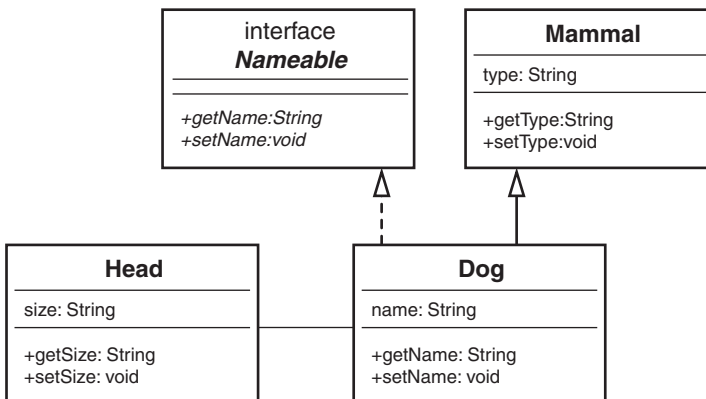 interface
Nameable
+getName:String
+setName:void
Mammal
type: String
+getType:String
+setType:void
Head
size: String
+getSize: String
+setSize: void
Dog
name: String
+getName: String
+setName: void